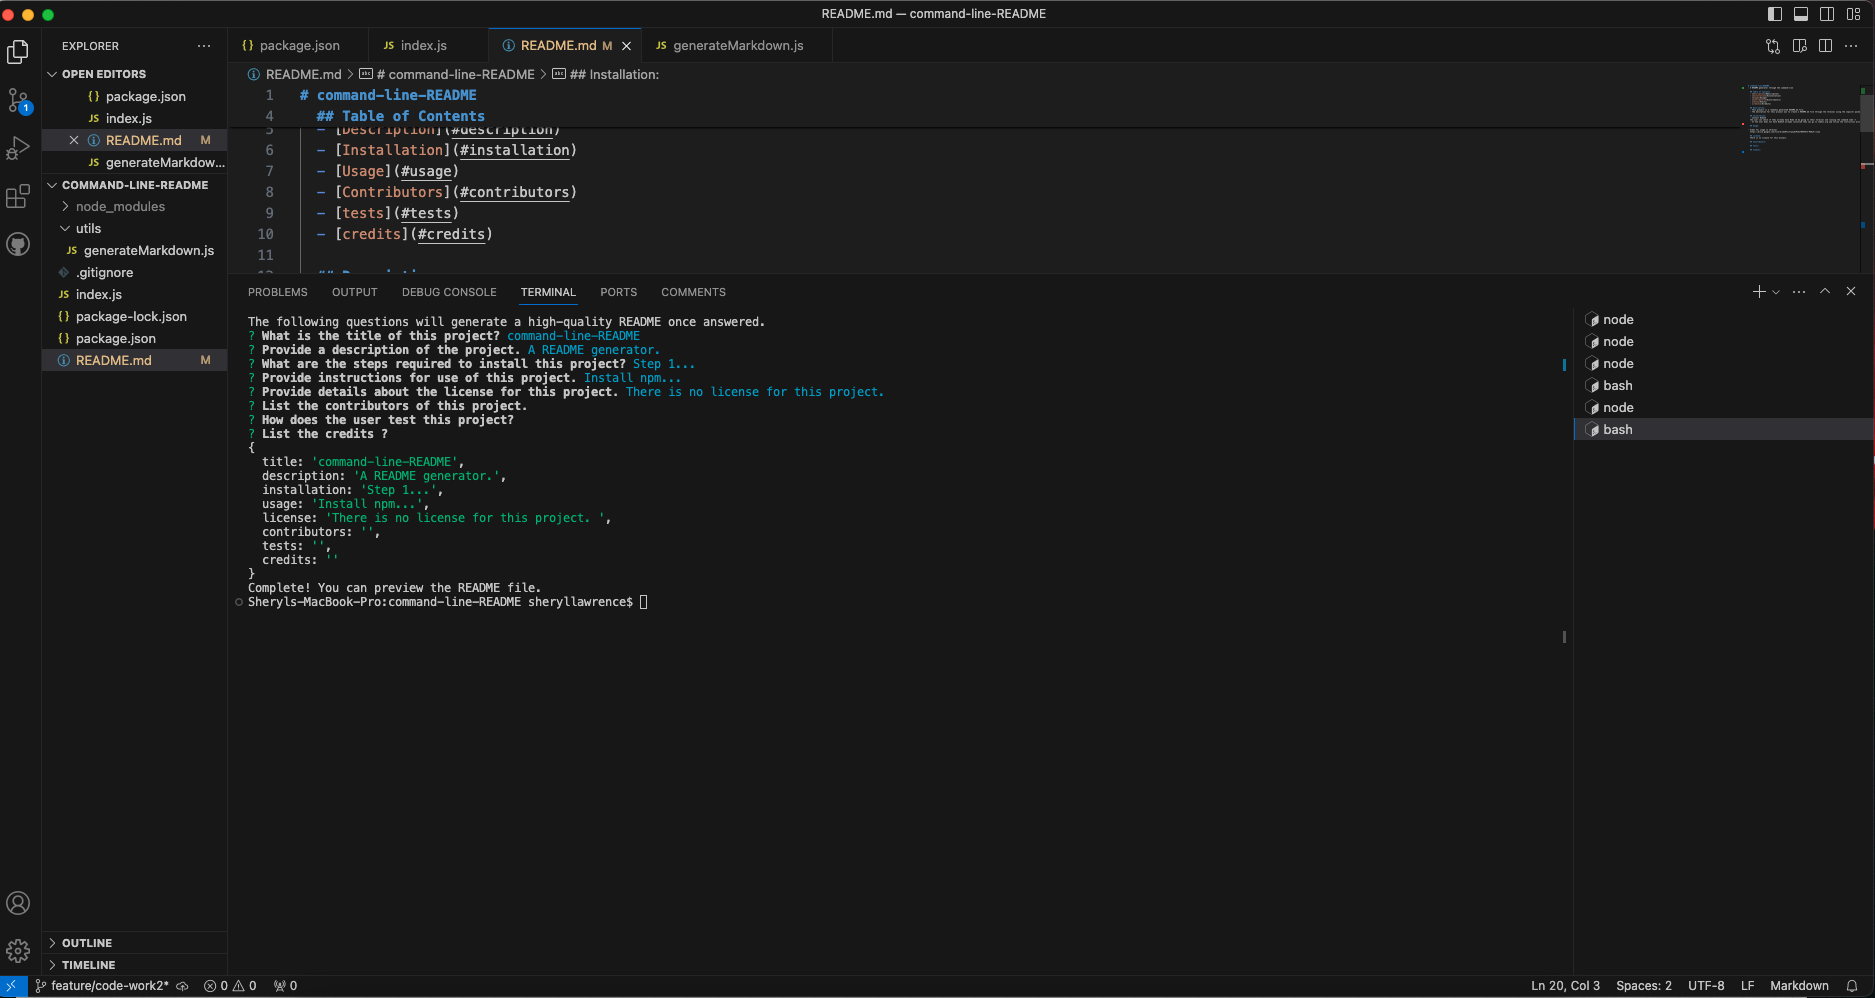 README.md — command-line-README
EXPLORER
OPEN EDITORS
{} package.json
JS index.js
README.md M
JS generateMarkdow...
COMMAND-LINE-README
node_modules
utils
JS generateMarkdown.js
.gitignore
JS index.js
{} package-lock.json
{} package.json
README.md M
OUTLINE
TIMELINE
1
{} package.json
JS index.js
README.md M
JS generateMarkdown.js
README.md > # command-line-README > ## Installation:
1 # command-line-README
4 ## Table of Contents
5 - [Description](#description)
6 - [Installation](#installation)
7 - [Usage](#usage)
8 - [Contributors](#contributors)
9 - [tests](#tests)
10 - [credits](#credits)
11
PROBLEMS OUTPUT DEBUG CONSOLE TERMINAL PORTS COMMENTS
The following questions will generate a high-quality README once answered.
? What is the title of this project? command-line-README
? Provide a description of the project. A README generator.
? What are the steps required to install this project? Step 1...
? Provide instructions for use of this project. Install npm...
? Provide details about the license for this project. There is no license for this project.
? List the contributors of this project.
? How does the user test this project?
? List the credits ?
{
title: 'command-line-README',
description: 'A README generator.',
installation: 'Step 1...',
usage: 'Install npm...',
license: 'There is no license for this project. ',
contributors: '',
tests: '',
credits: ''
}
Complete! You can preview the README file.
Sheryls-MacBook-Pro:command-line-README sheryllawrence$
node
node
node
bash
node
bash
feature/code-work2* 0 0 0
Ln 20, Col 3 Spaces: 2 UTF-8 LF Markdown